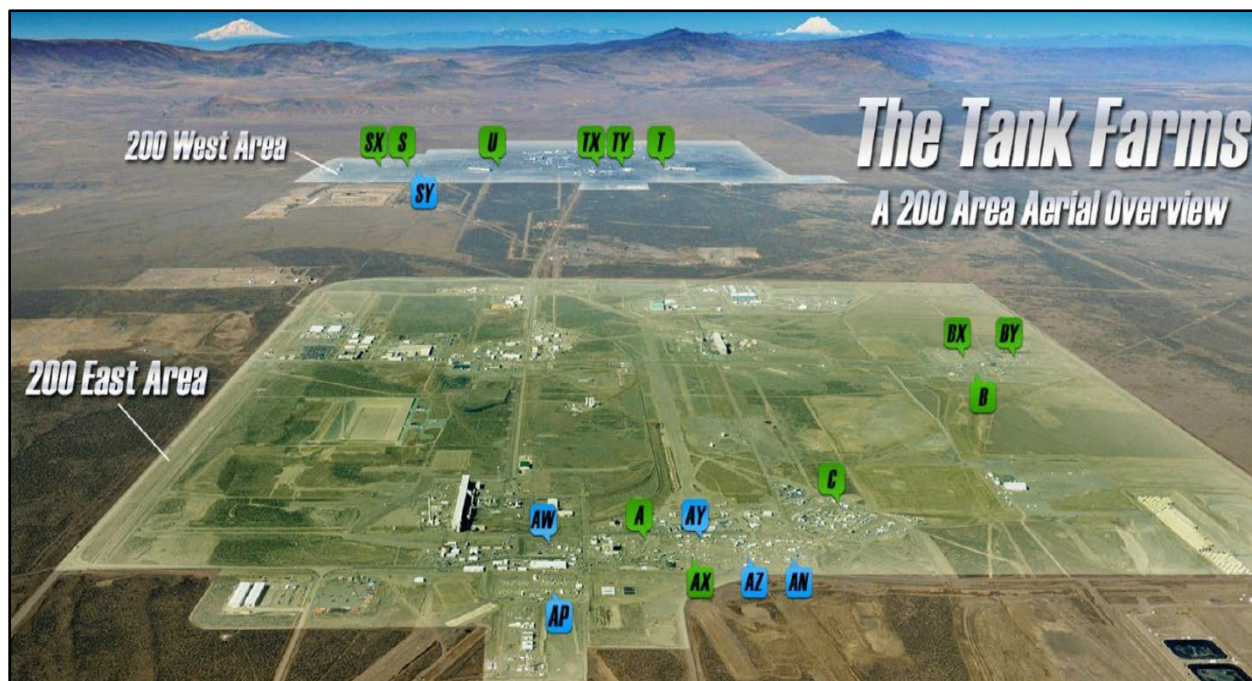 The Tank Farms
A 200 Area Aerial Overview
200 West Area
SX
S
U
TX
TY
T
SY
200 East Area
BX
BY
B
C
AW
A
AY
AX
AZ
AN
AP